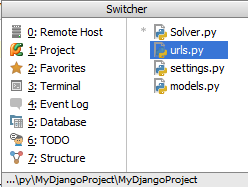 Switcher
0: Remote Host
1: Project
2: Favorites
3: Terminal
4: Event Log
5: Database
6: TODO
7: Structure
* Solver.py
urls.py
settings.py
models.py
...\py\MyDjangoProject\MyDjangoProject